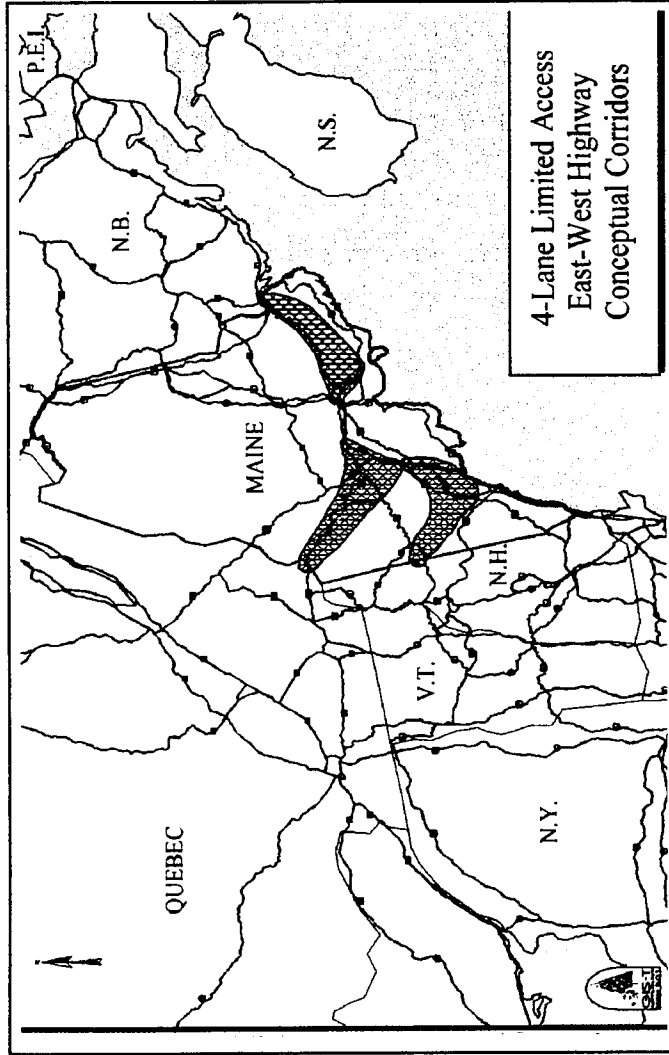 P.E.I.
N.B.
N.S.
QUEBEC
MAINE
N.H.
V.T.
N.Y.
4-Lane Limited Access
East-West Highway
Conceptual Corridors